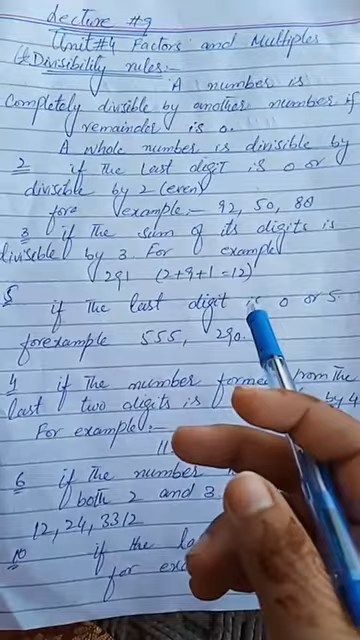 Lecture #9
Unit#4 Factors and Multiples
Divisibility rules:-
A number is
completely divisible by another number if
remainder is 0.
A whole number is divisible by
2 if the last digit is 0 or
divisible by 2 (even)
for example:- 92, 50, 80
3 if the sum of its digits is
divisible by 3. For example
291 (2+9+1=12)
5 if the last digit is 0 or 5
for example 555, 290.
4 if the number formed from the
last two digits is by 4
For example:-
11
6 if the number
both 2 and 3.
12, 24, 3312
10 if the la
for exa